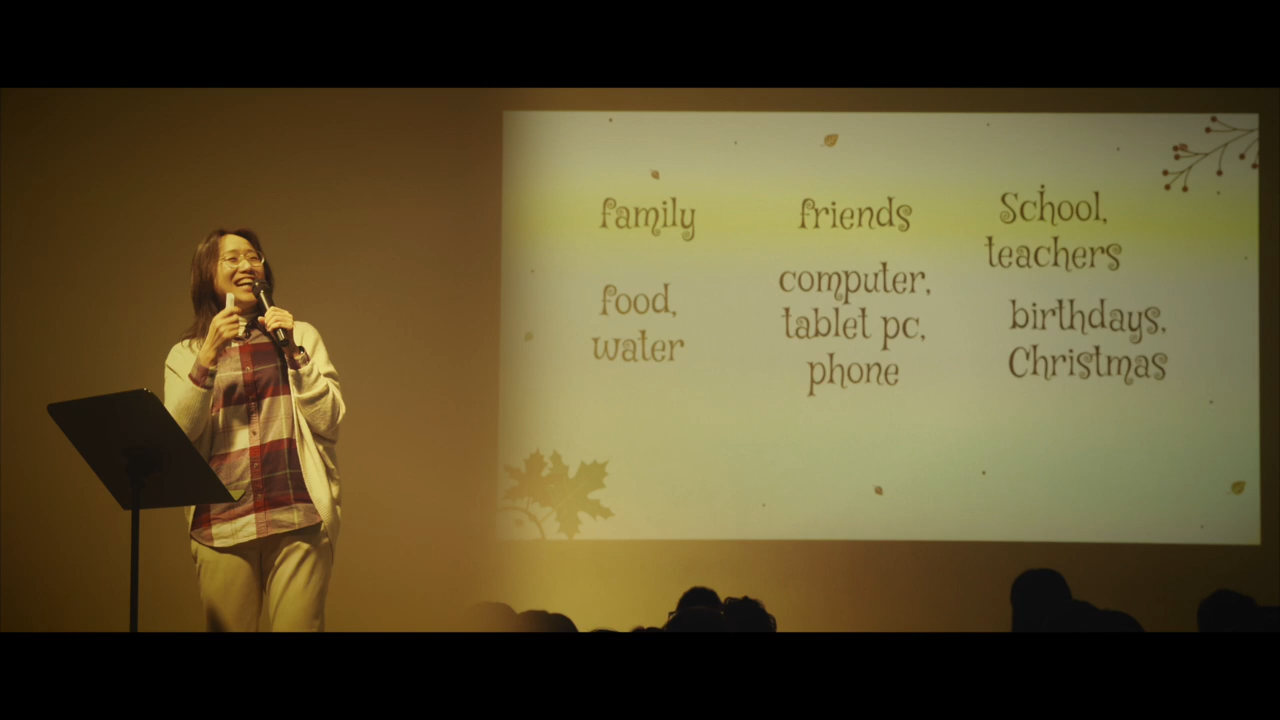 family
friends
School,
teachers
food,
water
computer,
tablet pc,
phone
birthdays,
Christmas